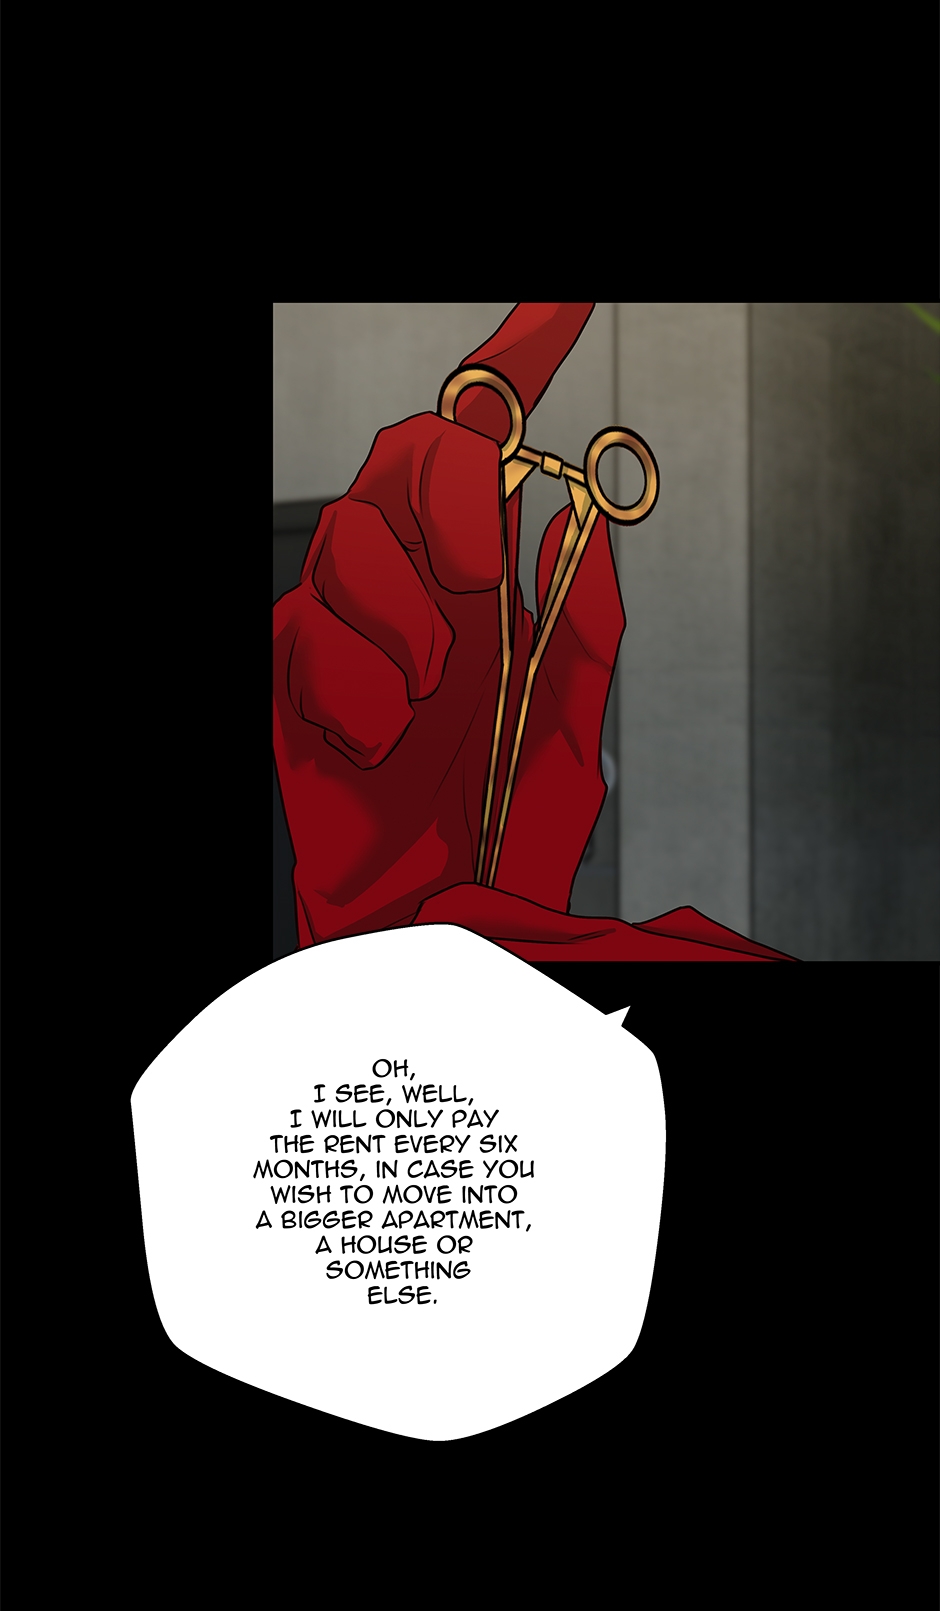 OH,
I SEE, WELL,
I WILL ONLY PAY
THE RENT EVERY SIX
MONTHS, IN CASE YOU
WISH TO MOVE INTO
A BIGGER APARTMENT,
A HOUSE OR
SOMETHING
ELSE.